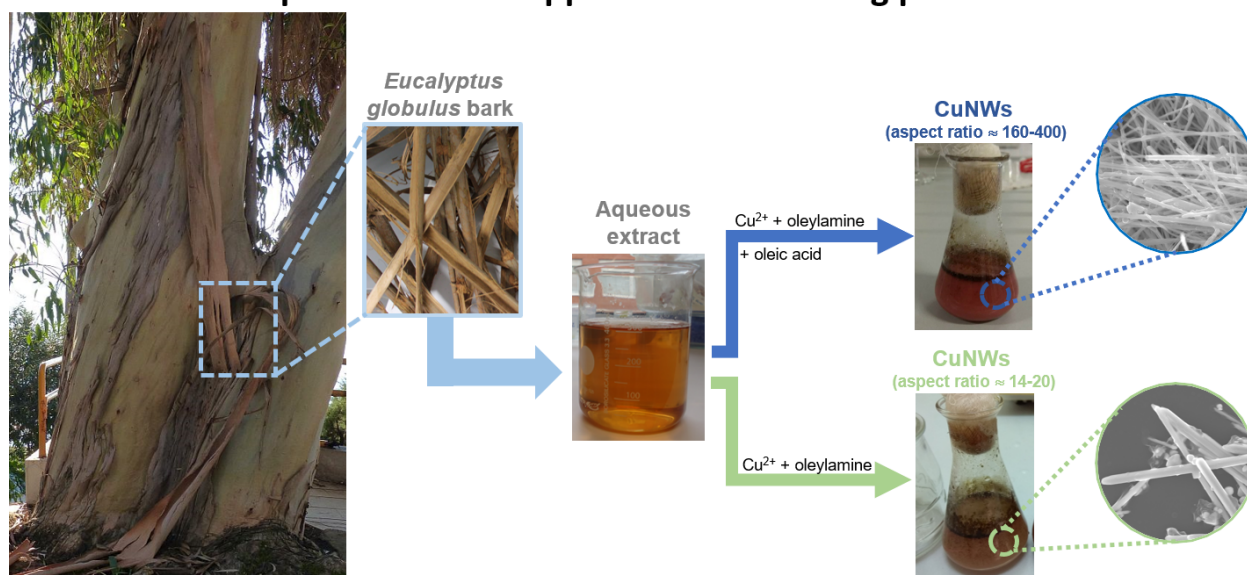 Eucalyptus
globulus bark
Aqueous
extract
CuNWs
(aspect ratio ≈ 160-400)
Cu²⁺ + oleylamine
+ oleic acid
CuNWs
(aspect ratio ≈ 14-20)
Cu²⁺ + oleylamine
200
100